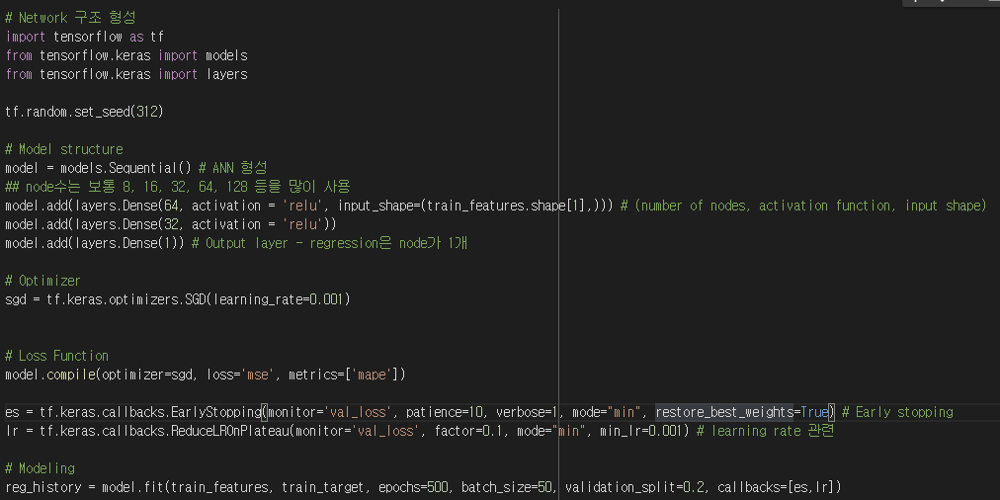 # Network 구조 형성
import tensorflow as tf
from tensorflow.keras import models
from tensorflow.keras import layers
tf.random.set_seed(312)
# Model structure
model = models.Sequential() # ANN 형성
## node수는 보통 8, 16, 32, 64, 128 등을 많이 사용
model.add(layers.Dense(64, activation = 'relu', input_shape=(train_features.shape[1],))) # (number of nodes, activation function, input shape)
model.add(layers.Dense(32, activation = 'relu'))
model.add(layers.Dense(1)) # Output layer - regression은 node가 1개
# Optimizer
sgd = tf.keras.optimizers.SGD(learning_rate=0.001)
# Loss Function
model.compile(optimizer=sgd, loss='mse', metrics=['mape'])
es = tf.keras.callbacks.EarlyStopping(monitor='val_loss', patience=10, verbose=1, mode="min", restore_best_weights=True) # Early stopping
lr = tf.keras.callbacks.ReduceLROnPlateau(monitor='val_loss', factor=0.1, mode="min", min_lr=0.001) # learning rate 관련
# Modeling
reg_history = model.fit(train_features, train_target, epochs=500, batch_size=50, validation_split=0.2, callbacks=[es,lr])